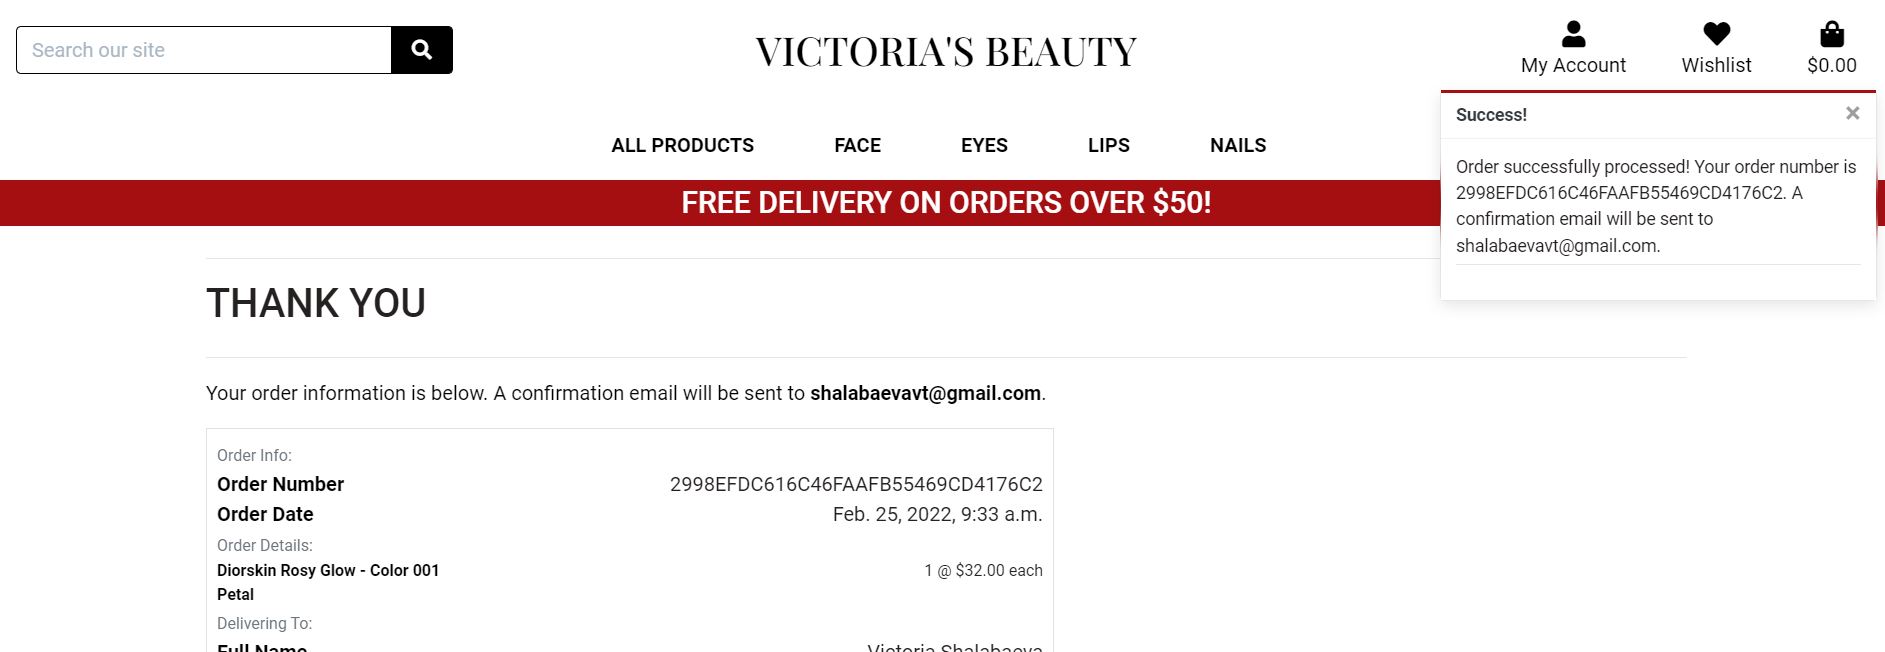 Search our site
VICTORIA'S BEAUTY
My Account
Wishlist
$0.00
ALL PRODUCTS
FACE
EYES
LIPS
NAILS
FREE DELIVERY ON ORDERS OVER $50!
Success!
×
Order successfully processed! Your order number is
2998EFDC616C46FAAFB55469CD4176C2. A
confirmation email will be sent to
shalabaevavt@gmail.com.
THANK YOU
Your order information is below. A confirmation email will be sent to shalabaevavt@gmail.com.
Order Info:
Order Number 2998EFDC616C46FAAFB55469CD4176C2
Order Date Feb. 25, 2022, 9:33 a.m.
Order Details:
Diorskin Rosy Glow - Color 001 1 @ $32.00 each
Petal
Delivering To:
Full Name Victoria Shalabaeva